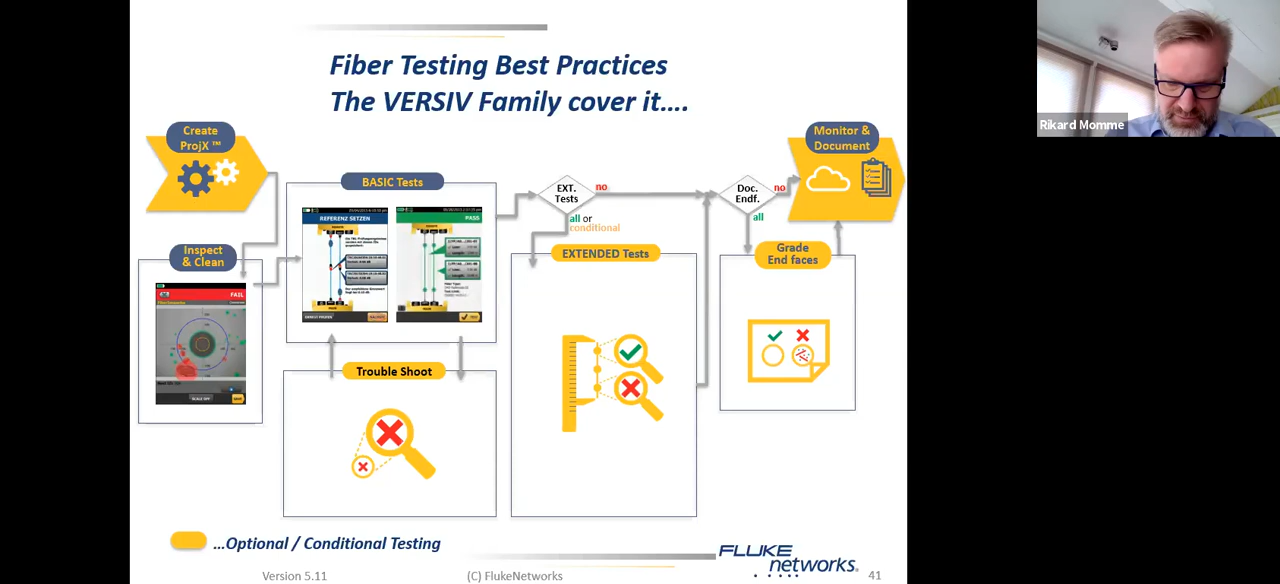 Fiber Testing Best Practices
The VERSIV Family cover it....
Rikard Momme
Create
ProjX ™
Monitor &
Document
BASIC Tests
EXT.
Tests
no
all or
conditional
Doc.
Endf.
no
all
Inspect
& Clean
FAIL
REFERENZ SETZEN
PASS
EXTENDED Tests
Grade
End faces
Trouble Shoot
...Optional / Conditional Testing
FLUKE
networks®
Version 5.11
(C) FlukeNetworks
41